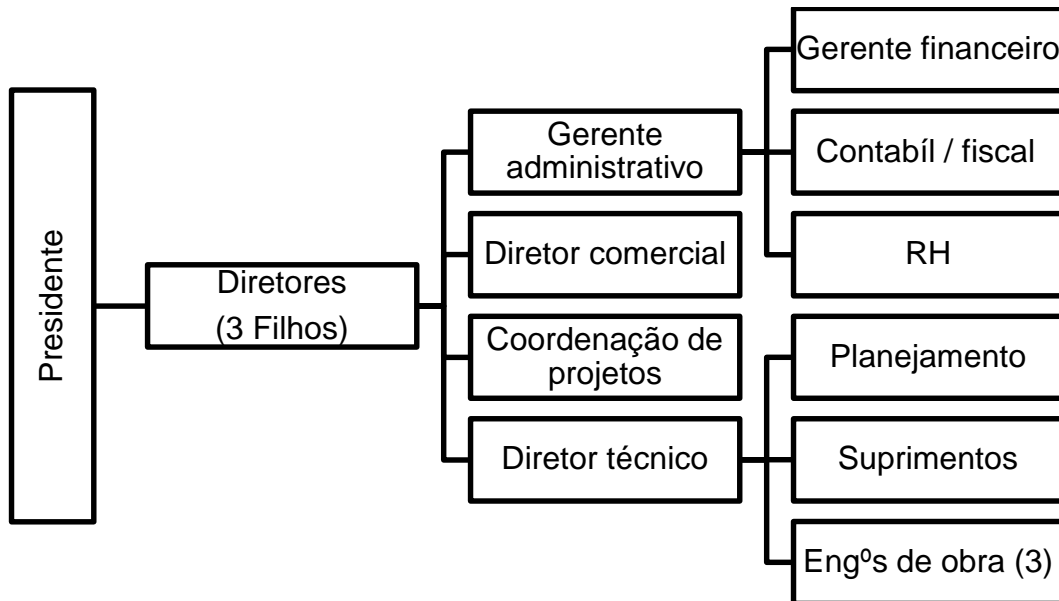 Presidente
Diretores
(3 Filhos)
Gerente
administrativo
Diretor comercial
Coordenação de
projetos
Diretor técnico
Gerente financeiro
Contabíl / fiscal
RH
Planejamento
Suprimentos
Engºs de obra (3)